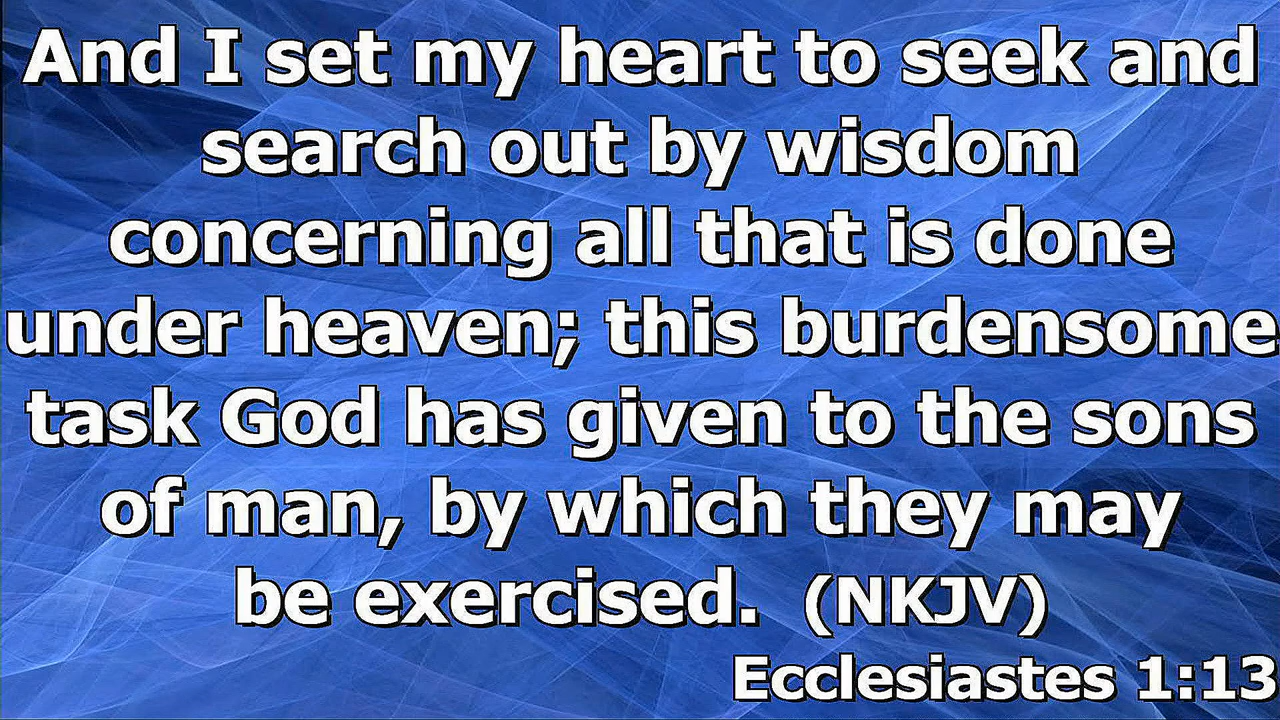 And I set my heart to seek and
search out by wisdom
concerning all that is done
under heaven; this burdensome
task God has given to the sons
of man, by which they may
be exercised. (NKJV)
Ecclesiastes 1:13